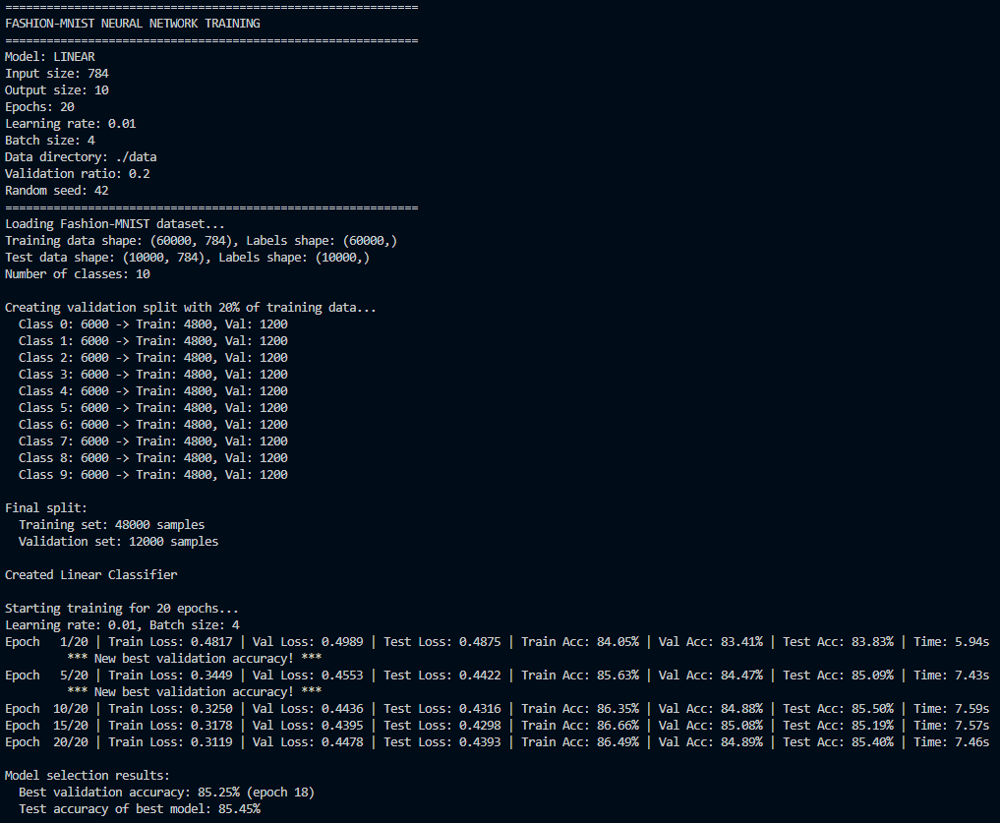 ============================================================
FASHION-MNIST NEURAL NETWORK TRAINING
============================================================
Model: LINEAR
Input size: 784
Output size: 10
Epochs: 20
Learning rate: 0.01
Batch size: 4
Data directory: ./data
Validation ratio: 0.2
Random seed: 42
============================================================
Loading Fashion-MNIST dataset...
Training data shape: (60000, 784), Labels shape: (60000,)
Test data shape: (10000, 784), Labels shape: (10000,)
Number of classes: 10

Creating validation split with 20% of training data...
  Class 0: 6000 -> Train: 4800, Val: 1200
  Class 1: 6000 -> Train: 4800, Val: 1200
  Class 2: 6000 -> Train: 4800, Val: 1200
  Class 3: 6000 -> Train: 4800, Val: 1200
  Class 4: 6000 -> Train: 4800, Val: 1200
  Class 5: 6000 -> Train: 4800, Val: 1200
  Class 6: 6000 -> Train: 4800, Val: 1200
  Class 7: 6000 -> Train: 4800, Val: 1200
  Class 8: 6000 -> Train: 4800, Val: 1200
  Class 9: 6000 -> Train: 4800, Val: 1200

Final split:
  Training set: 48000 samples
  Validation set: 12000 samples

Created Linear Classifier

Starting training for 20 epochs...
Learning rate: 0.01, Batch size: 4
Epoch   1/20 | Train Loss: 0.4817 | Val Loss: 0.4989 | Test Loss: 0.4875 | Train Acc: 84.05% | Val Acc: 83.41% | Test Acc: 83.83% | Time: 5.94s
         *** New best validation accuracy! ***
Epoch   5/20 | Train Loss: 0.3449 | Val Loss: 0.4553 | Test Loss: 0.4422 | Train Acc: 85.63% | Val Acc: 84.47% | Test Acc: 85.09% | Time: 7.43s
         *** New best validation accuracy! ***
Epoch  10/20 | Train Loss: 0.3250 | Val Loss: 0.4436 | Test Loss: 0.4316 | Train Acc: 86.35% | Val Acc: 84.88% | Test Acc: 85.50% | Time: 7.59s
Epoch  15/20 | Train Loss: 0.3178 | Val Loss: 0.4395 | Test Loss: 0.4298 | Train Acc: 86.66% | Val Acc: 85.08% | Test Acc: 85.19% | Time: 7.57s
Epoch  20/20 | Train Loss: 0.3119 | Val Loss: 0.4478 | Test Loss: 0.4393 | Train Acc: 86.49% | Val Acc: 84.89% | Test Acc: 85.40% | Time: 7.46s

Model selection results:
  Best validation accuracy: 85.25% (epoch 18)
  Test accuracy of best model: 85.45%